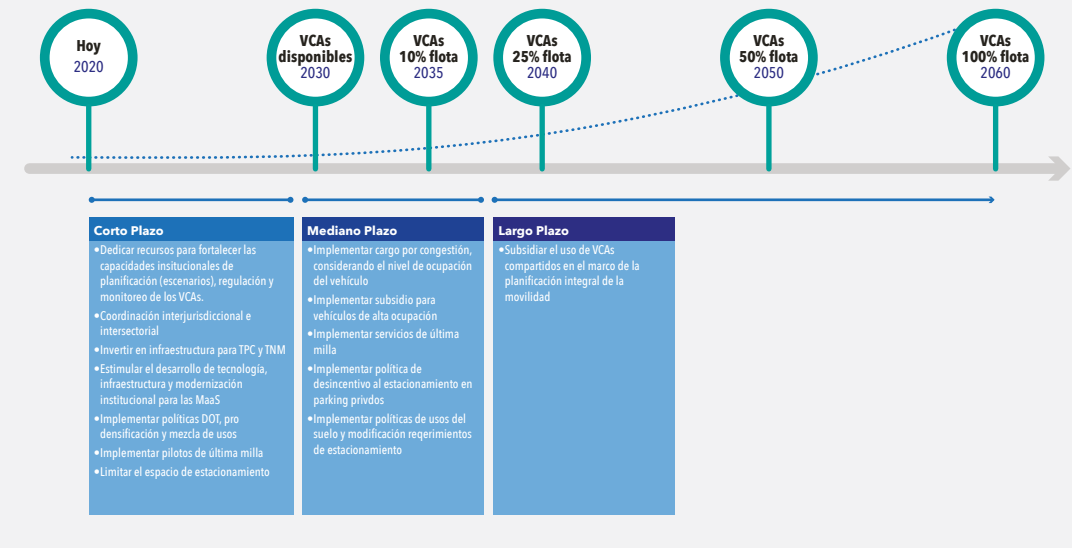 Hoy
2020
VCAs
disponibles
2030
VCAs
10% flota
2035
VCAs
25% flota
2040
VCAs
50% flota
2050
VCAs
100% flota
2060
Corto Plazo
•Dedicar recursos para fortalecer las
capacidades insitucionales de
planificación (escenarios), regulación y
monitoreo de los VCAs.
•Coordinación interjurisdiccional e
intersectorial
•Invertir en infraestructura para TPC y TNM
•Estimular el desarrollo de tecnología,
infraestructura y modernización
institucional para las MaaS
•Implementar políticas DOT, pro
densificación y mezcla de usos
•Implementar pilotos de última milla
•Limitar el espacio de estacionamiento
Mediano Plazo
•Implementar cargo por congestión,
considerando el nivel de ocupación
del vehículo
•Implementar subsidio para
vehículos de alta ocupación
•Implementar servicios de última
milla
•Implementar política de
desincentivo al estacionamiento en
parking privdos
•Implementar políticas de usos del
suelo y modificación reqerimientos
de estacionamiento
Largo Plazo
•Subsidiar el uso de VCAs
compartidos en el marco de la
planificación integral de la
movilidad